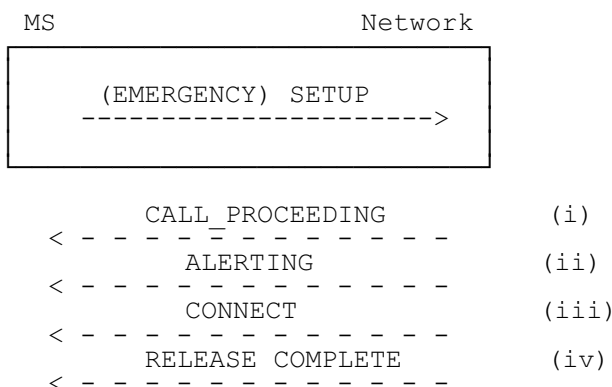 MS Network
(EMERGENCY) SETUP
---------------------->
CALL_PROCEEDING (i)
< - - - - - - - - - - - -
ALERTING (ii)
< - - - - - - - - - - - -
CONNECT (iii)
< - - - - - - - - - - - -
RELEASE COMPLETE (iv)
< - - - - - - - - - - - -